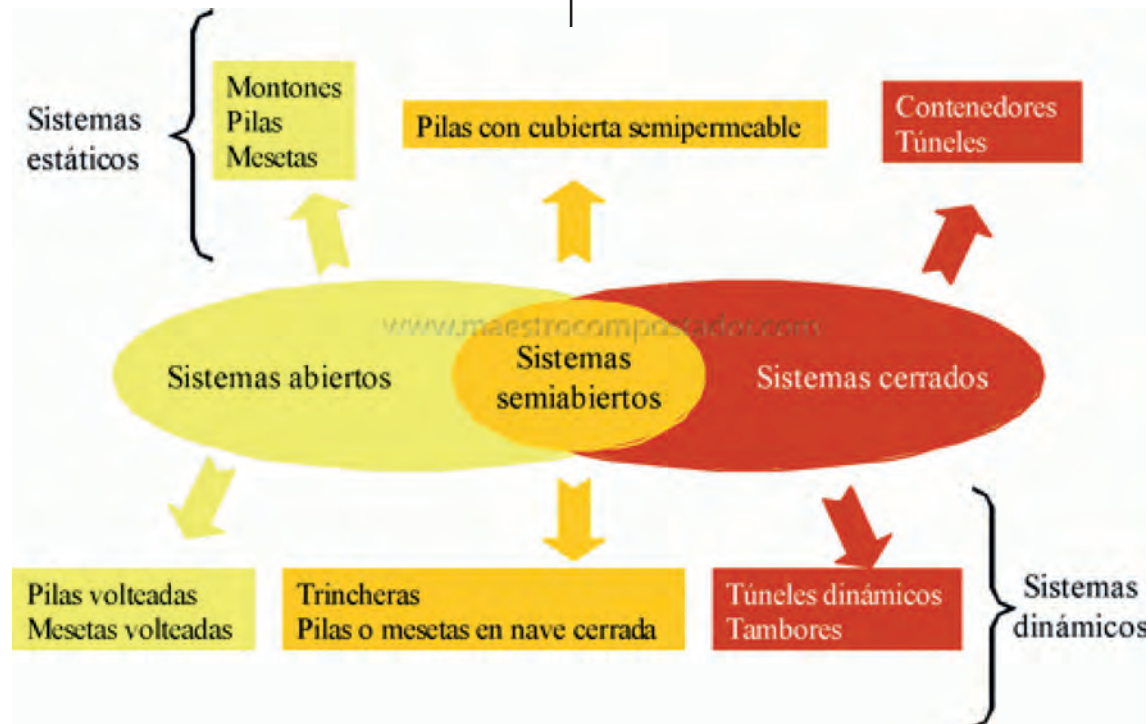 Sistemas
estáticos
Montones
Pilas
Mesetas
Pilas con cubierta semipermeable
Contenedores
Túneles
www.maestrocompostador.com
Sistemas abiertos
Sistemas
semiabiertos
Sistemas cerrados
Pilas volteadas
Mesetas volteadas
Trincheras
Pilas o mesetas en nave cerrada
Túneles dinámicos
Tambores
Sistemas
dinámicos